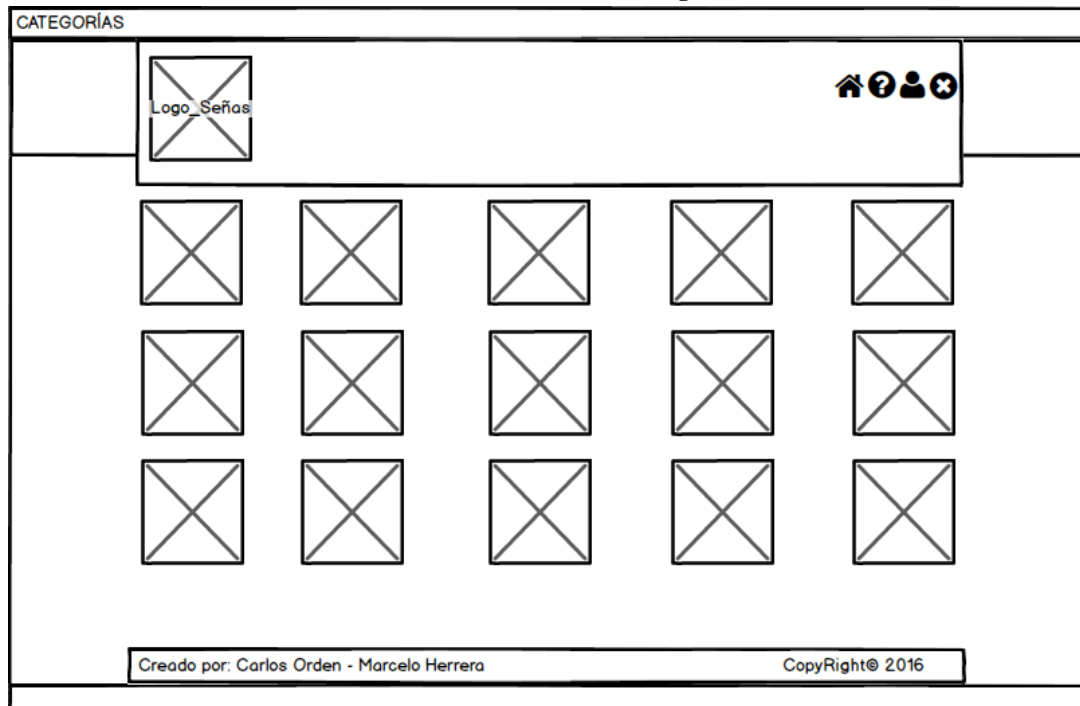 CATEGORÍAS
Logo_Señas
Creado por: Carlos Orden - Marcelo Herrera
CopyRight© 2016